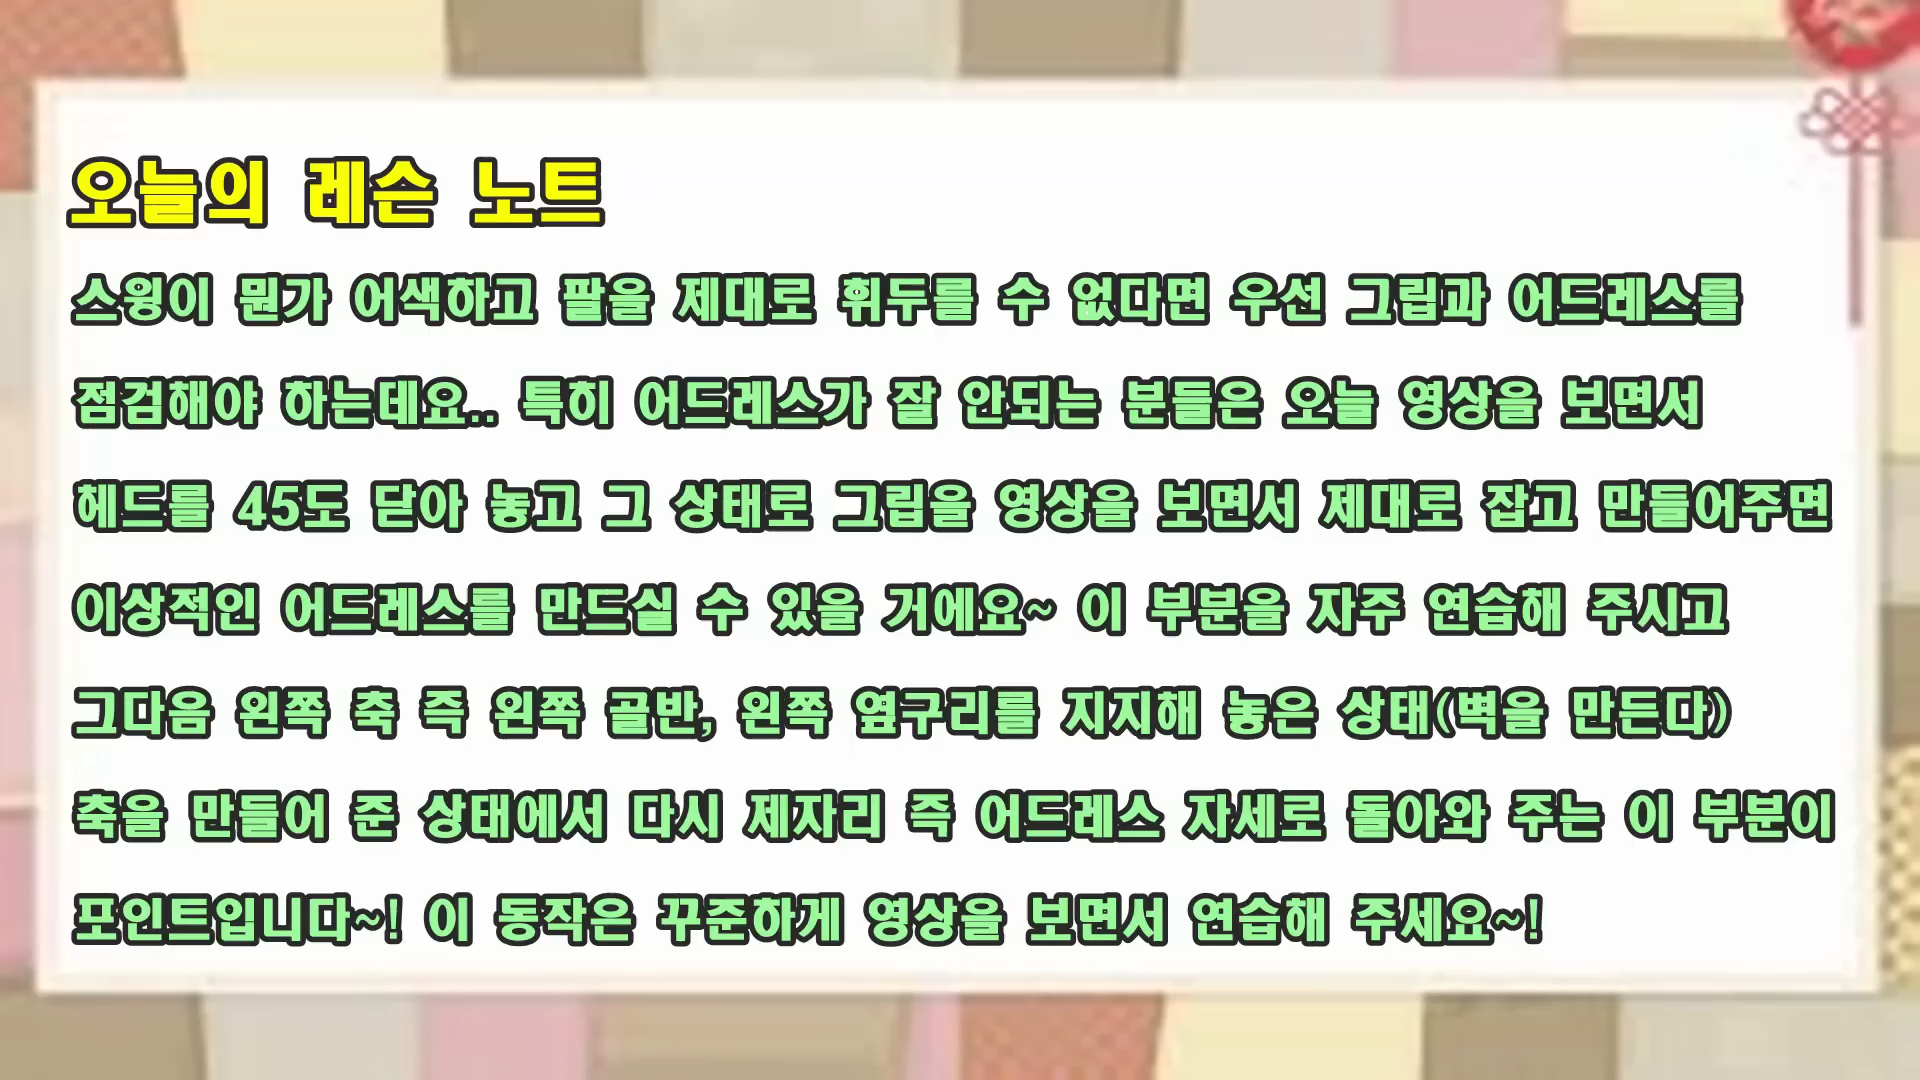 오늘의 레슨 노트
스윙이 뭔가 어색하고 팔을 제대로 휘두를 수 없다면 우선 그립과 어드레스를
점검해야 하는데요.. 특히 어드레스가 잘 안되는 분들은 오늘 영상을 보면서
헤드를 45도 닫아 놓고 그 상태로 그립을 영상을 보면서 제대로 잡고 만들어주면
이상적인 어드레스를 만드실 수 있을 거에요~ 이 부분을 자주 연습해 주시고
그다음 왼쪽 축 즉 왼쪽 골반, 왼쪽 옆구리를 지지해 놓은 상태(벽을 만든다)
축을 만들어 준 상태에서 다시 제자리 즉 어드레스 자세로 돌아와 주는 이 부분이
포인트입니다~! 이 동작은 꾸준하게 영상을 보면서 연습해 주세요~!